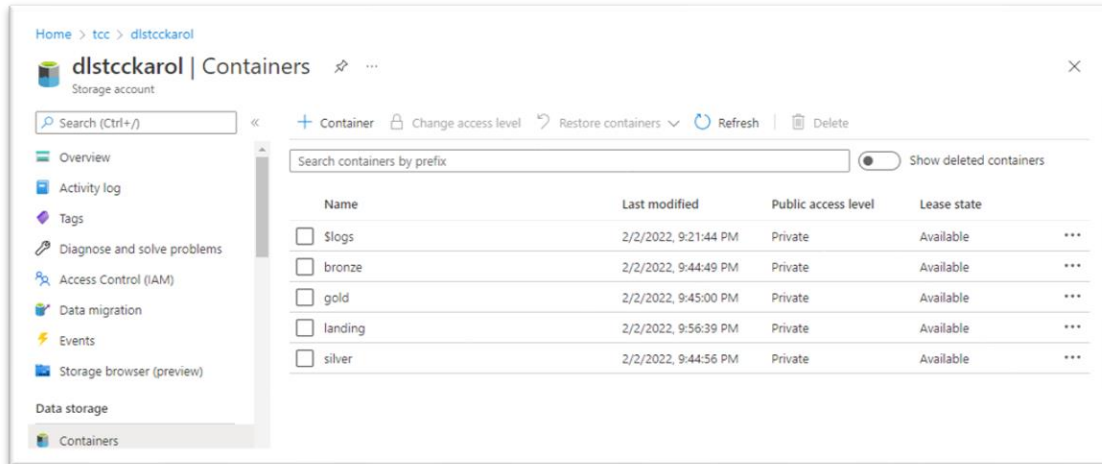 Home > tcc > dlstcckarol
dlstcckarol | Containers
Storage account
Search (Ctrl+/)
Overview
Activity log
Tags
Diagnose and solve problems
Access Control (IAM)
Data migration
Events
Storage browser (preview)
Data storage
Containers
+ Container Change access level Restore containers Refresh Delete
Search containers by prefix Show deleted containers
Name Last modified Public access level Lease state
$logs 2/2/2022, 9:21:44 PM Private Available
bronze 2/2/2022, 9:44:49 PM Private Available
gold 2/2/2022, 9:45:00 PM Private Available
landing 2/2/2022, 9:56:39 PM Private Available
silver 2/2/2022, 9:44:56 PM Private Available